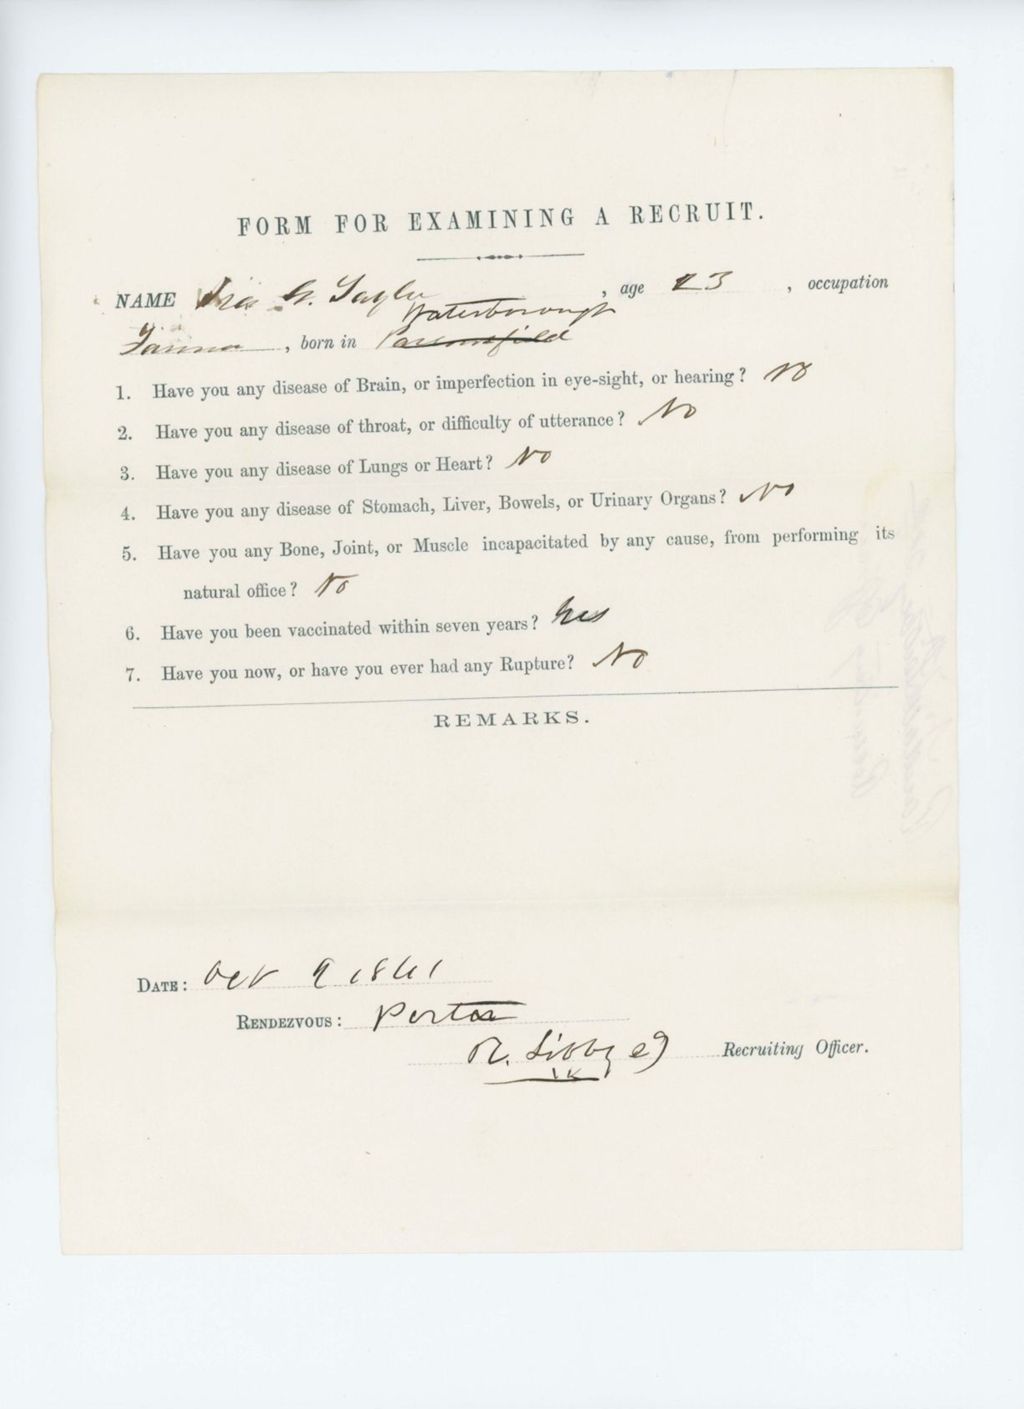 FORM FOR EXAMINING A RECRUIT.
NAME Ira G. Taylor , age 23 , occupation
Waterborough
Farmer , born in Parsonsfield
1. Have you any disease of Brain, or imperfection in eye-sight, or hearing? No
2. Have you any disease of throat, or difficulty of utterance? No
3. Have you any disease of Lungs or Heart? No
4. Have you any disease of Stomach, Liver, Bowels, or Urinary Organs? No
5. Have you any Bone, Joint, or Muscle incapacitated by any cause, from performing its
natural office? No
6. Have you been vaccinated within seven years? Yes
7. Have you now, or have you ever had any Rupture? No
REMARKS.
DATE: Oct 9 1861
RENDEZVOUS: Porter
R. Libby Recruiting Officer.